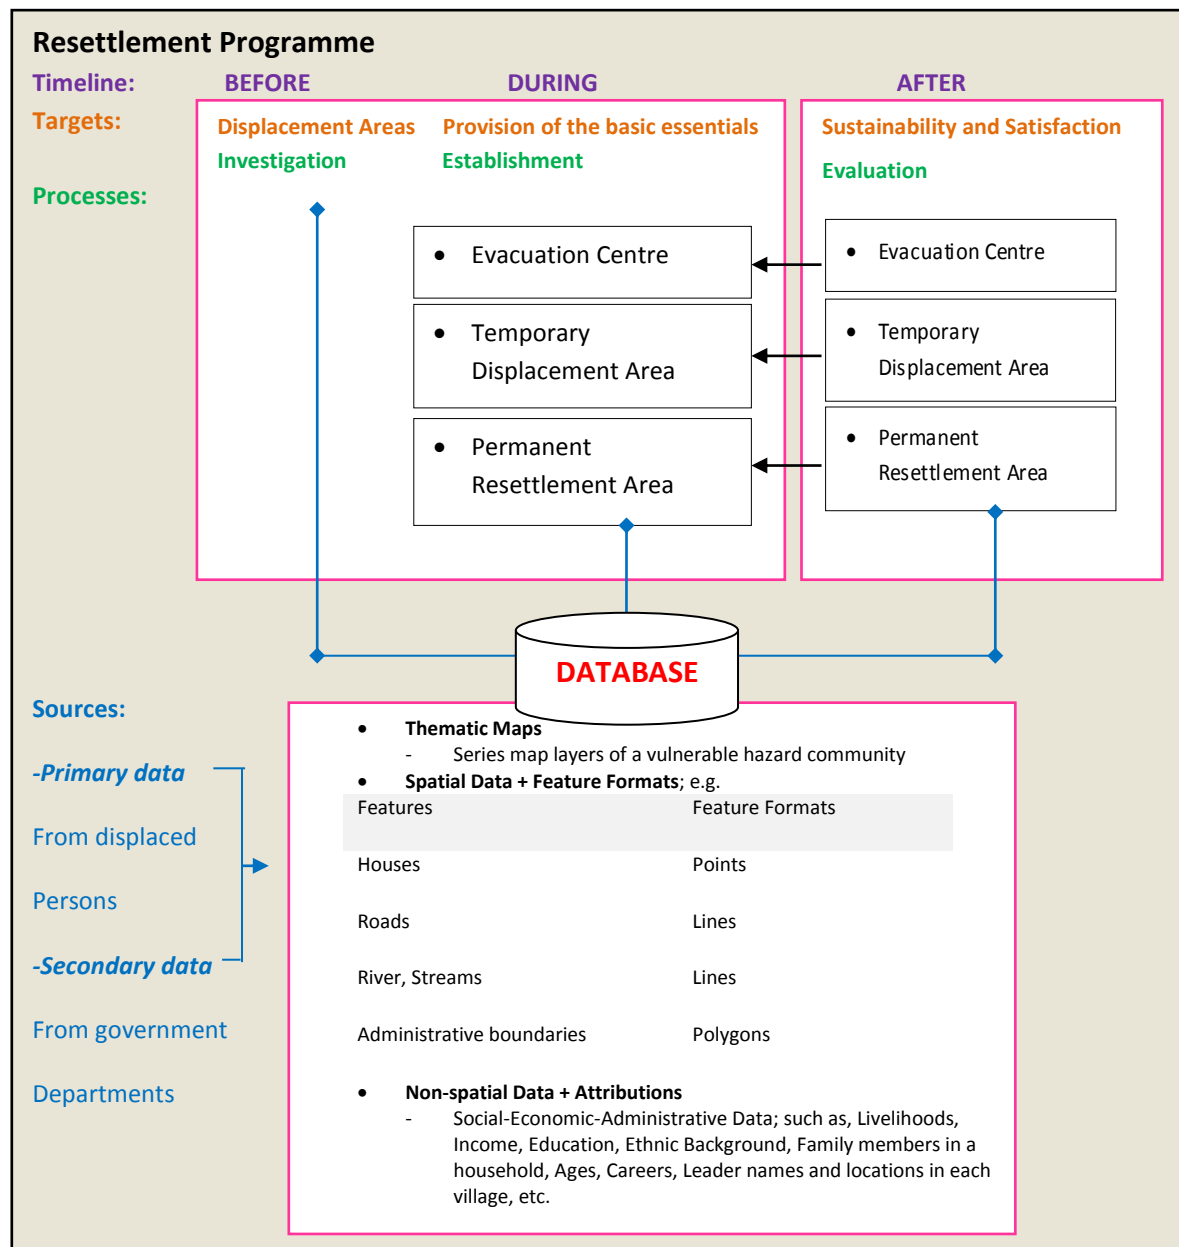 Resettlement Programme
Timeline: BEFORE DURING AFTER
Targets: Displacement Areas Provision of the basic essentials Sustainability and Satisfaction
Investigation Establishment Evaluation
Processes:
• Evacuation Centre
• Temporary
Displacement Area
• Permanent
Resettlement Area
• Evacuation Centre
• Temporary
Displacement Area
• Permanent
Resettlement Area
DATABASE
Sources:
-Primary data
From displaced
Persons
-Secondary data
From government
Departments
• Thematic Maps
- Series map layers of a vulnerable hazard community
• Spatial Data + Feature Formats; e.g.
Features Feature Formats
Houses Points
Roads Lines
River, Streams Lines
Administrative boundaries Polygons
• Non-spatial Data + Attributions
- Social-Economic-Administrative Data; such as, Livelihoods,
Income, Education, Ethnic Background, Family members in a
household, Ages, Careers, Leader names and locations in each
village, etc.